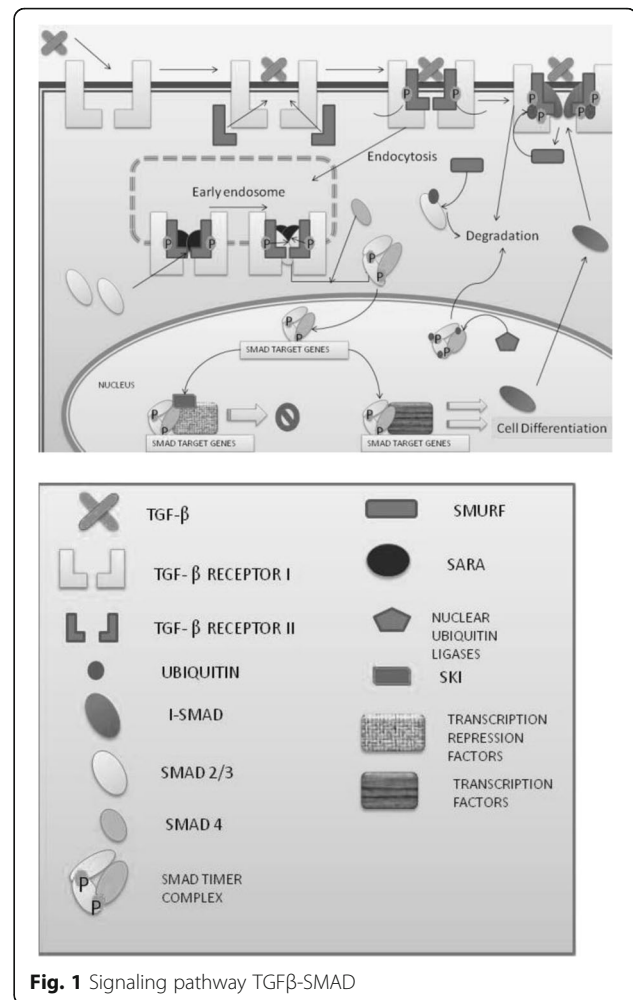 P P P P
Endocytosis
Early endosome
P P P P
Degradation
P
P
P
P
P P
SMAD TARGET GENES
NUCLEUS
P
P
P
P
Cell Differentiation
SMAD TARGET GENES
SMAD TARGET GENES
TGF-β
TGF- β RECEPTOR I
TGF- β RECEPTOR II
UBIQUITIN
I-SMAD
SMAD 2/3
SMAD 4
P
P
SMAD TIMER
COMPLEX
SMURF
SARA
NUCLEAR
UBIQUITIN
LIGASES
SKI
TRANSCRIPTION
REPRESSION
FACTORS
TRANSCRIPTION
FACTORS
Fig. 1 Signaling pathway TGFβ-SMAD